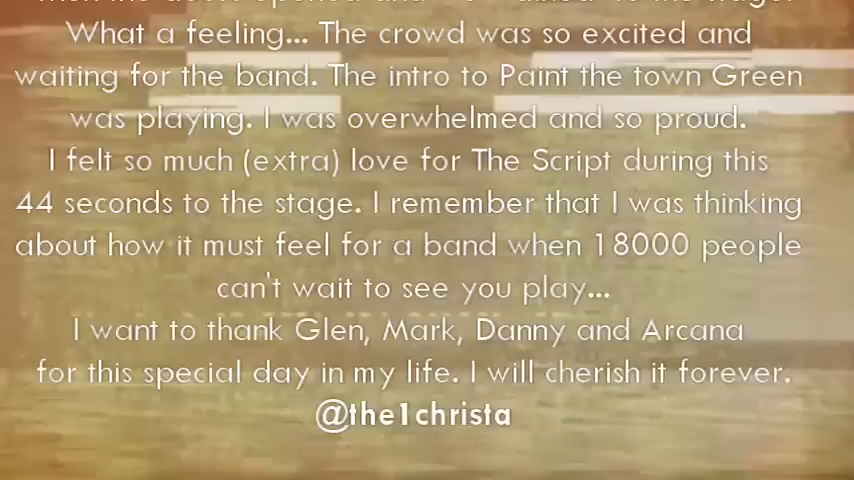 What a feeling... The crowd was so excited and
waiting for the band. The intro to Paint the town Green
was playing. I was overwhelmed and so proud.
I felt so much (extra) love for The Script during this
44 seconds to the stage. I remember that I was thinking
about how it must feel for a band when 18000 people
can't wait to see you play...
I want to thank Glen, Mark, Danny and Arcana
for this special day in my life. I will cherish it forever.
@the1christa